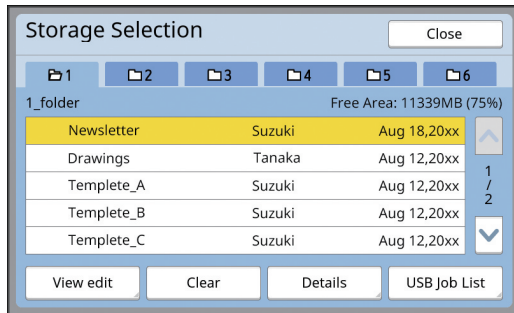 Storage Selection Close
1 2 3 4 5 6
1_folder Free Area: 11339MB (75%)
Newsletter Suzuki Aug 18,20xx
Drawings Tanaka Aug 12,20xx
Templete_A Suzuki Aug 12,20xx
Templete_B Suzuki Aug 12,20xx
Templete_C Suzuki Aug 12,20xx
1
/
2
View edit Clear Details USB Job List